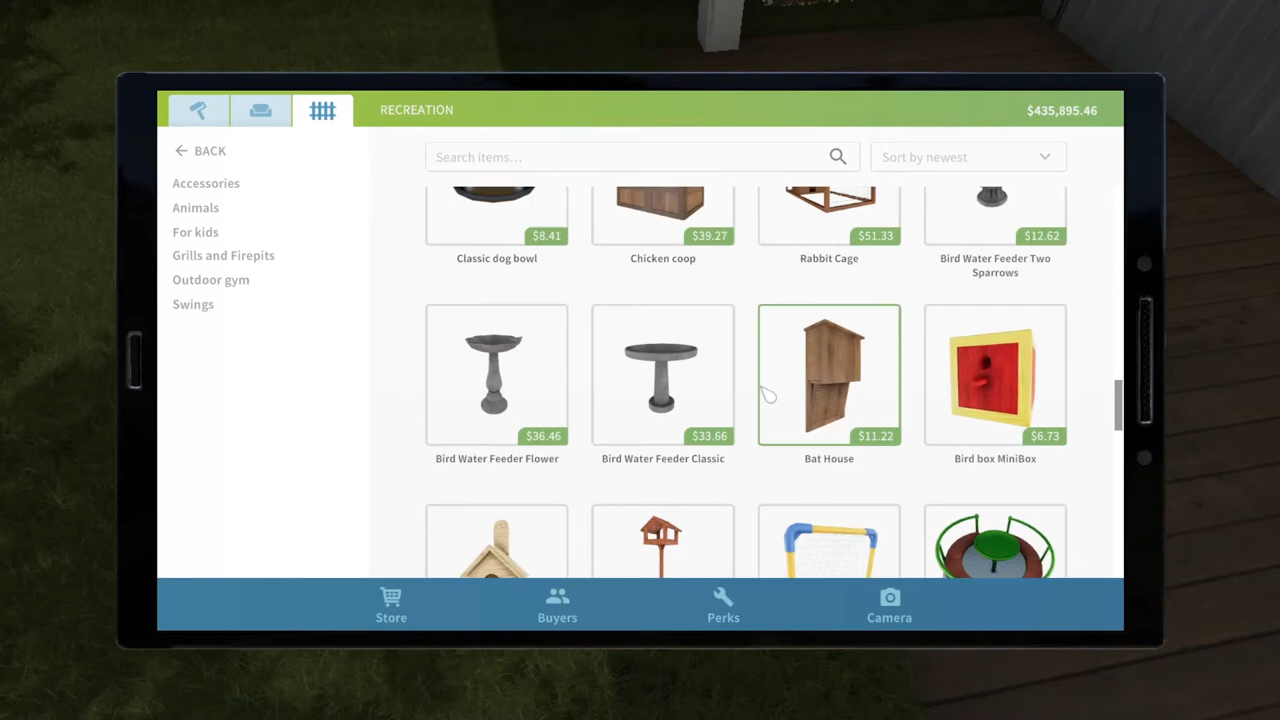 RECREATION
$435,895.46
BACK
Search items...
Sort by newest
Accessories
Animals
For kids
Grills and Firepits
Outdoor gym
Swings
$8.41
$39.27
$51.33
$12.62
Classic dog bowl
Chicken coop
Rabbit Cage
Bird Water Feeder Two
Sparrows
$36.46
$33.66
$11.22
$6.73
Bird Water Feeder Flower
Bird Water Feeder Classic
Bat House
Bird box MiniBox
Store
Buyers
Perks
Camera